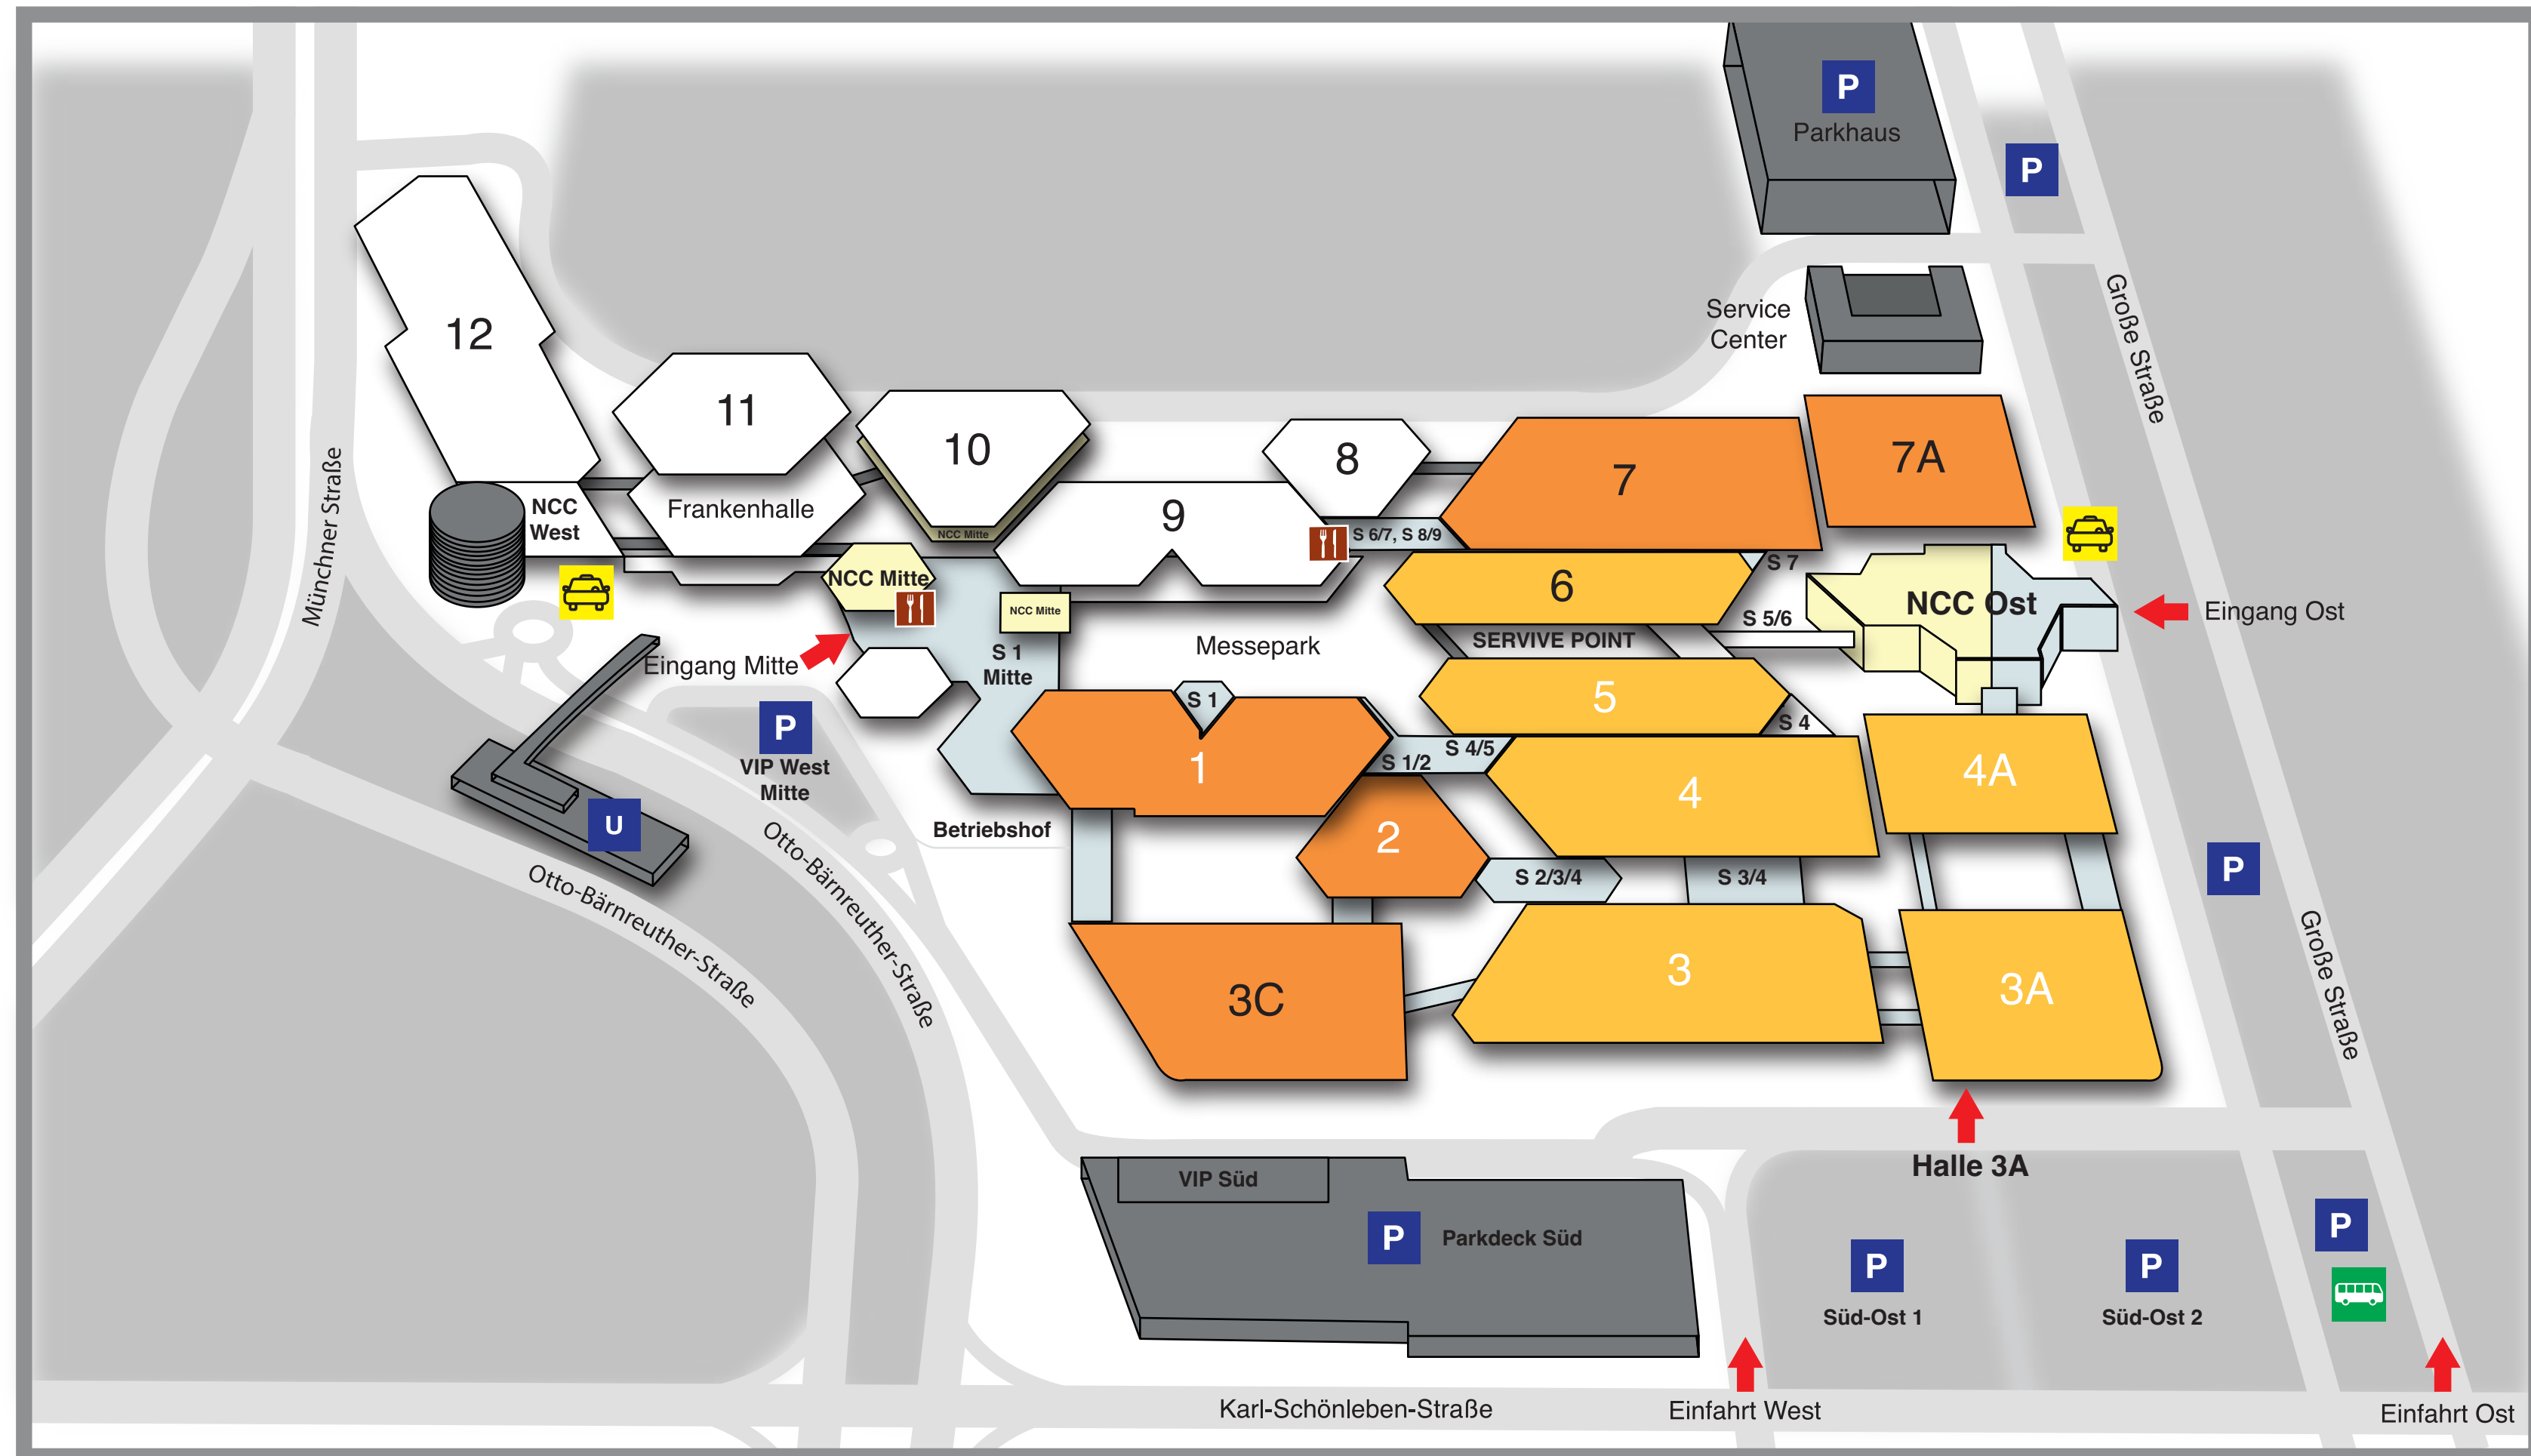 P
Parkhaus
P
Große Straße
Service
Center
12
11
10
8
7
7A
9
NCC
West
Frankenhalle
NCC Mitte
S 6/7, S 8/9
S 7
6
NCC Mitte
NCC Mitte
S 5/6
NCC Ost
Eingang Ost
Münchner Straße
Eingang Mitte
Messepark
SERVIVE POINT
S 1
Mitte
S 1
5
S 4
P
VIP West
Mitte
1
S 4/5
S 1/2
4
4A
U
Betriebshof
2
S 2/3/4
S 3/4
P
Otto-Bärnreuther-Straße
Otto-Bärnreuther-Straße
3C
3
3A
Große Straße
Halle 3A
VIP Süd
P
Parkdeck Süd
P
Süd-Ost 1
P
Süd-Ost 2
P
Karl-Schönleben-Straße
Einfahrt West
Einfahrt Ost